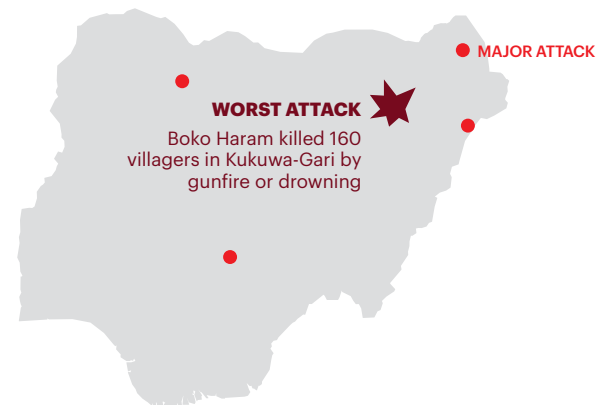 MAJOR ATTACK
WORST ATTACK
Boko Haram killed 160
villagers in Kukuwa-Gari by
gunfire or drowning